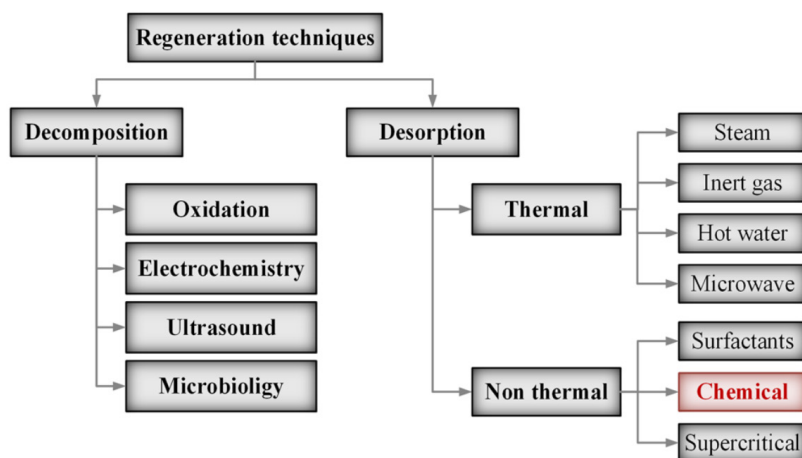 Regeneration techniques
Decomposition
Desorption
Oxidation
Electrochemistry
Ultrasound
Microbioligy
Thermal
Steam
Inert gas
Hot water
Microwave
Non thermal
Surfactants
Chemical
Supercritical